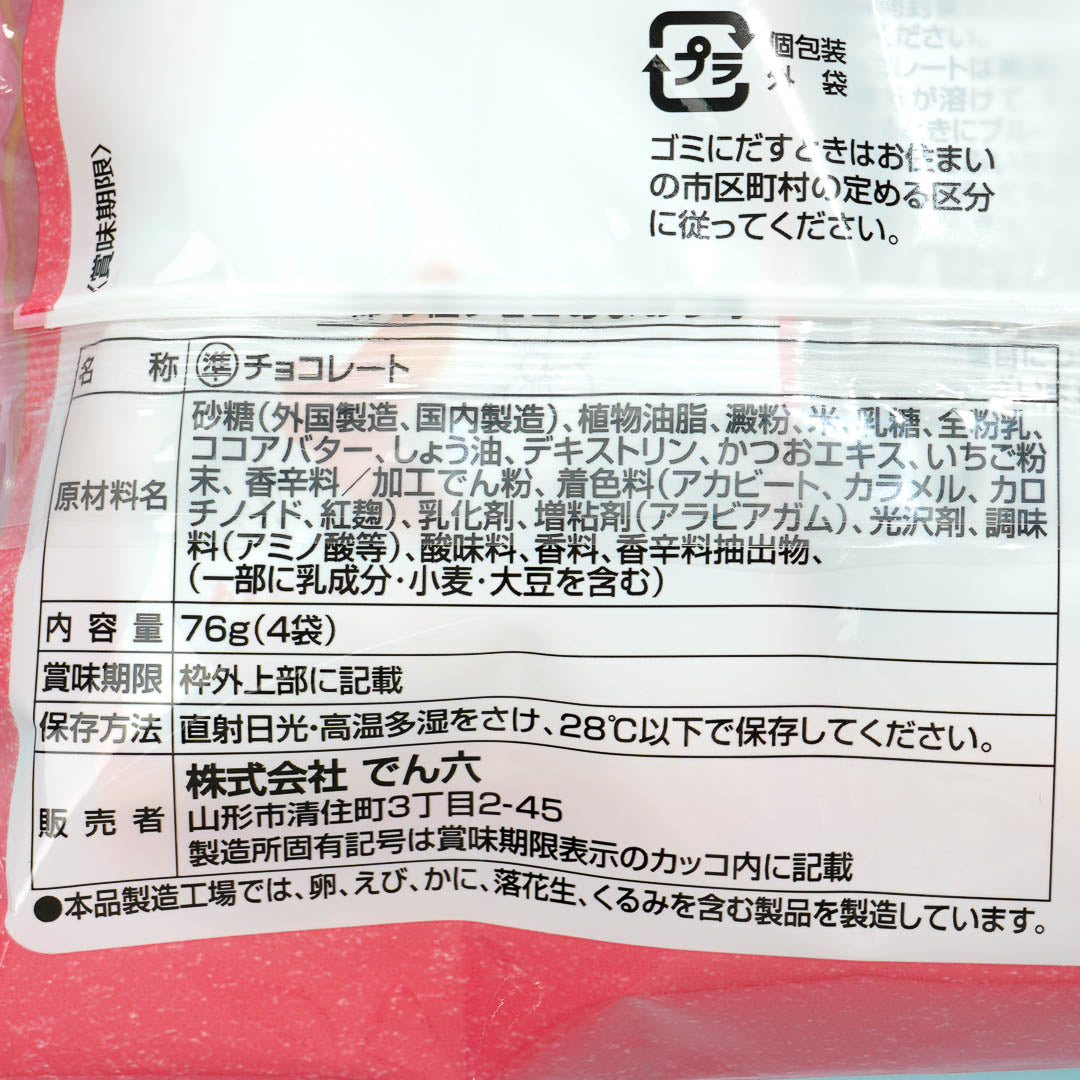 プラ
個包装
外 袋
ゴミにだすときはお住まい
の市区町村の定める区分
に従ってください。
〈賞味期限〉
名 称 準チョコレート
原材料名
砂糖(外国製造、国内製造)、植物油脂、澱粉、米、乳糖、全粉乳、
ココアバター、しょう油、デキストリン、かつおエキス、いちご粉
末、香辛料/加工でん粉、着色料(アカビート、カラメル、カロ
チノイド、紅麹)、乳化剤、増粘剤(アラビアガム)、光沢剤、調味
料(アミノ酸等)、酸味料、香料、香辛料抽出物、
(一部に乳成分・小麦・大豆を含む)
内容量 76g(4袋)
賞味期限 枠外上部に記載
保存方法 直射日光・高温多湿をさけ、28℃以下で保存してください。
販売者
株式会社 でん六
山形市清住町3丁目2-45
製造所固有記号は賞味期限表示のカッコ内に記載
●本品製造工場では、卵、えび、かに、落花生、くるみを含む製品を製造しています。